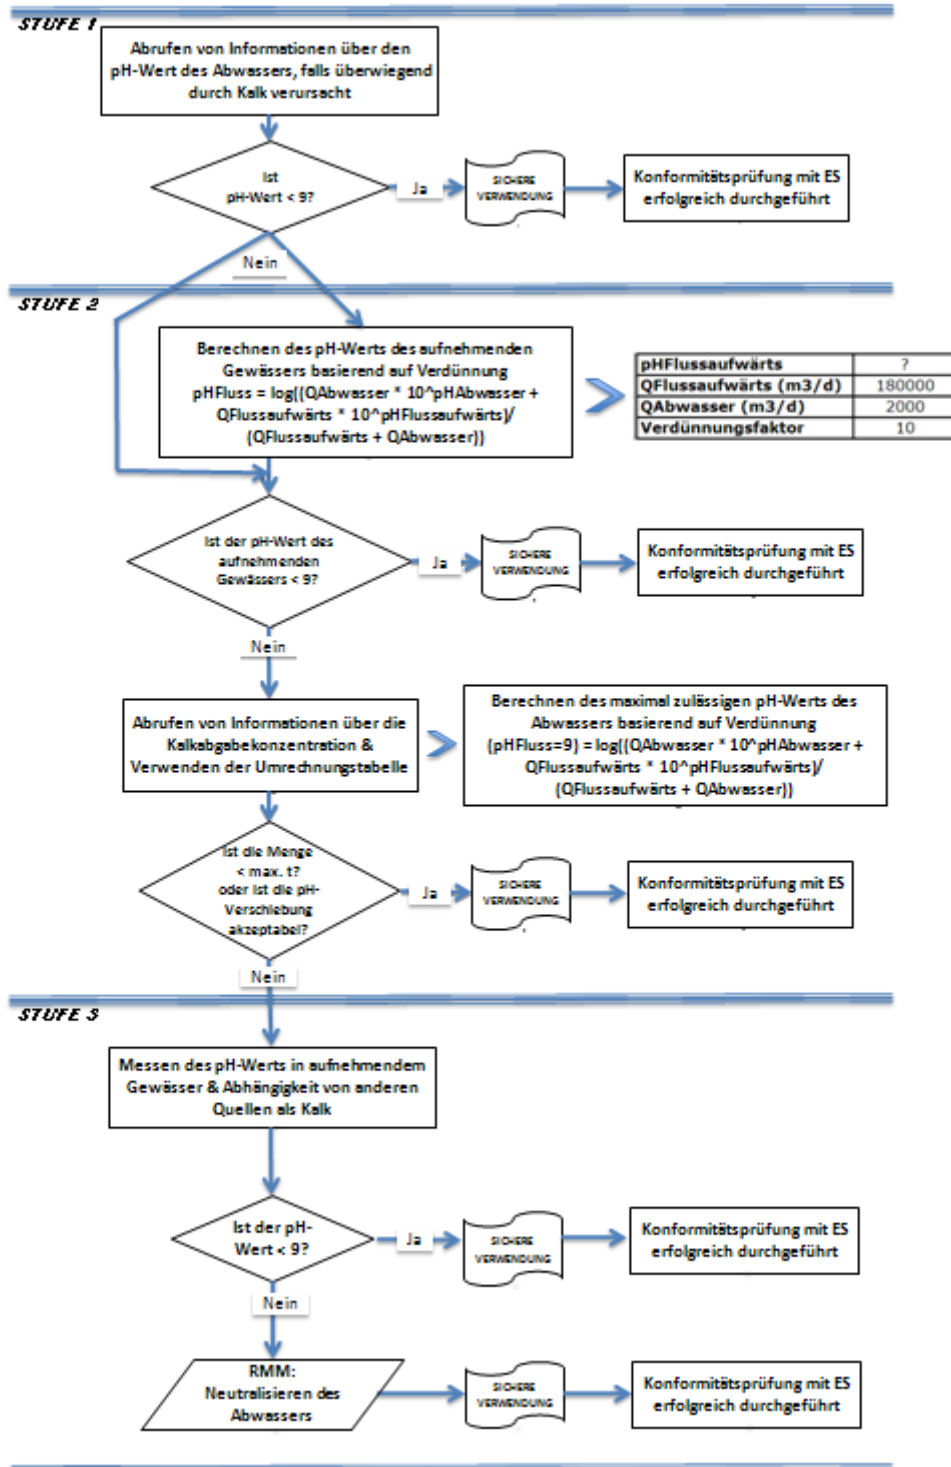 STUFE 1
Abrufen von Informationen über den
pH-Wert des Abwassers, falls überwiegend
durch Kalk verursacht
Ist
pH-Wert < 9?
Ja
SICHERE
VERWENDUNG
Konformitätsprüfung mit ES
erfolgreich durchgeführt
Nein
STUFE 2
Berechnen des pH-Werts des aufnehmenden
Gewässers basierend auf Verdünnung
pHFluss = log((QAbwasser * 10^pHAbwasser +
QFlussaufwärts * 10^pHFlussaufwärts)/
(QFlussaufwärts + QAbwasser))
pHFlussaufwärts ?
QFlussaufwärts (m3/d) 180000
QAbwasser (m3/d) 2000
Verdünnungsfaktor 10
Ist der pH-Wert des
aufnehmenden
Gewässers < 9?
Ja
SICHERE
VERWENDUNG
Konformitätsprüfung mit ES
erfolgreich durchgeführt
Nein
Abrufen von Informationen über die
Kalkabgabekonzentration &
Verwenden der Umrechnungstabelle
Berechnen des maximal zulässigen pH-Werts des
Abwassers basierend auf Verdünnung
(pHFluss=9) = log((QAbwasser * 10^pHAbwasser +
QFlussaufwärts * 10^pHFlussaufwärts)/
(QFlussaufwärts + QAbwasser))
Ist die Menge
< max. t?
oder ist die pH-
Verschiebung
akzeptabel?
Ja
SICHERE
VERWENDUNG
Konformitätsprüfung mit ES
erfolgreich durchgeführt
Nein
STUFE 3
Messen des pH-Werts in aufnehmendem
Gewässer & Abhängigkeit von anderen
Quellen als Kalk
Ist der pH-
Wert < 9?
Ja
SICHERE
VERWENDUNG
Konformitätsprüfung mit ES
erfolgreich durchgeführt
Nein
RMM:
Neutralisieren des
Abwassers
SICHERE
VERWENDUNG
Konformitätsprüfung mit ES
erfolgreich durchgeführt